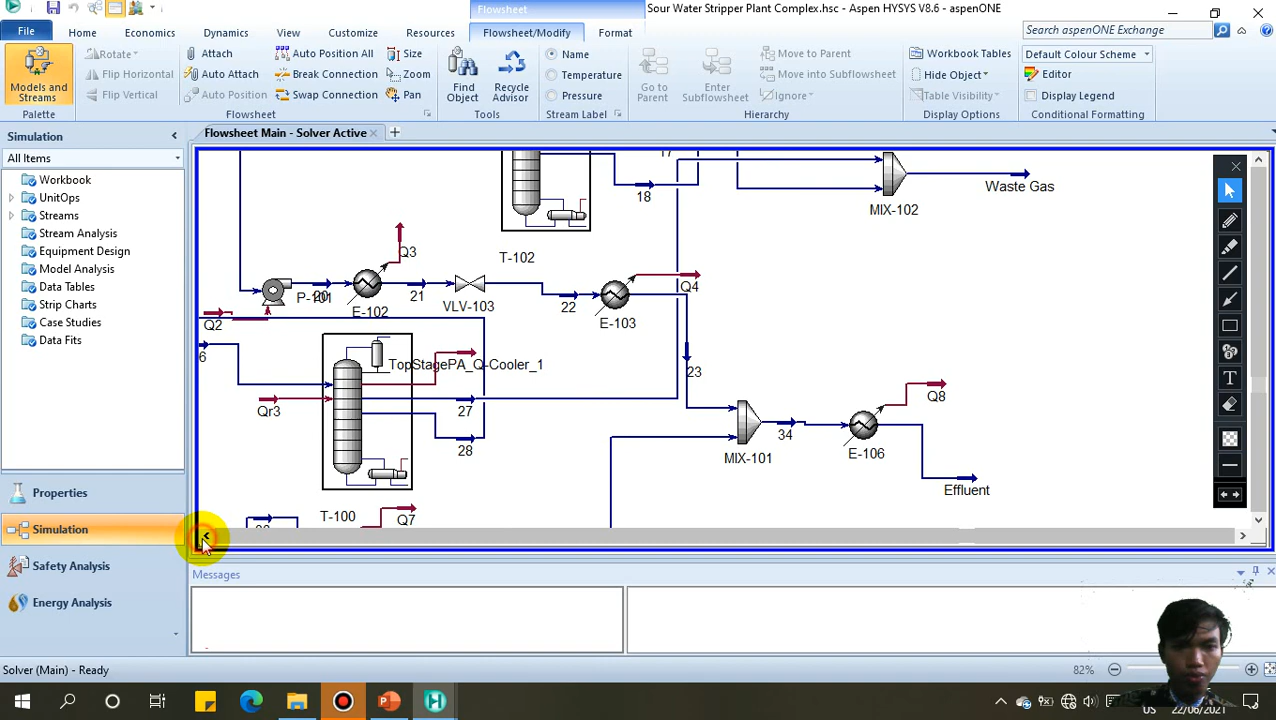 Flowsheet
Sour Water Stripper Plant Complex.hsc - Aspen HYSYS V8.6 - aspenONE
File
Home
Economics
Dynamics
View
Customize
Resources
Flowsheet/Modify
Format
Search aspenONE Exchange
Models and
Streams
Palette
Rotate
Flip Horizontal
Flip Vertical
Attach
Auto Attach
Auto Position
Auto Position All
Break Connection
Swap Connection
Size
Zoom
Pan
Flowsheet
Find
Object
Recycle
Advisor
Tools
Name
Temperature
Pressure
Stream Label
Go to
Parent
Enter
Subflowsheet
Move to Parent
Move into Subflowsheet
Ignore
Hierarchy
Workbook Tables
Hide Object
Table Visibility
Display Options
Default Colour Scheme
Editor
Display Legend
Conditional Formatting
Simulation
All Items
Workbook
UnitOps
Streams
Stream Analysis
Equipment Design
Model Analysis
Data Tables
Strip Charts
Case Studies
Data Fits
Properties
Simulation
Safety Analysis
Energy Analysis
Flowsheet Main - Solver Active
17
18
MIX-102
Waste Gas
T-102
Q3
P-101
20
E-102
21
VLV-103
22
E-103
Q4
Q2
6
TopStagePA_Q-Cooler_1
23
Qr3
27
28
T-100
Q7
MIX-101
34
E-106
Q8
Effluent
Messages
Solver (Main) - Ready
82%
US
22/06/2021